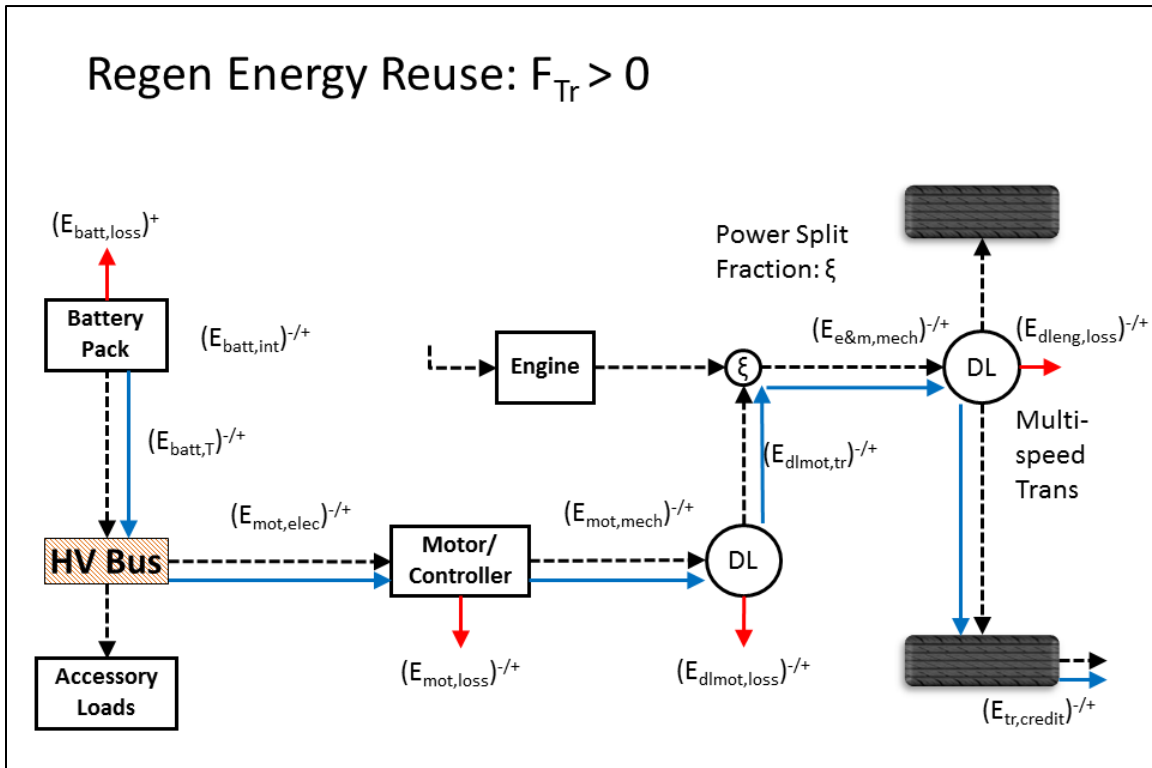 Regen Energy Reuse: F_Tr > 0
(E_batt,loss)^+
Power Split
Fraction: ξ
Battery
Pack
(E_batt,int)^-/+
(E_e&m,mech)^-/+
(E_dleng,loss)^-/+
Engine
ξ
DL
Multi-
speed
Trans
(E_batt,T)^-/+
(E_dlmot,tr)^-/+
(E_mot,elec)^-/+
(E_mot,mech)^-/+
HV Bus
Motor/
Controller
DL
Accessory
Loads
(E_mot,loss)^-/+
(E_dlmot,loss)^-/+
(E_tr,credit)^-/+